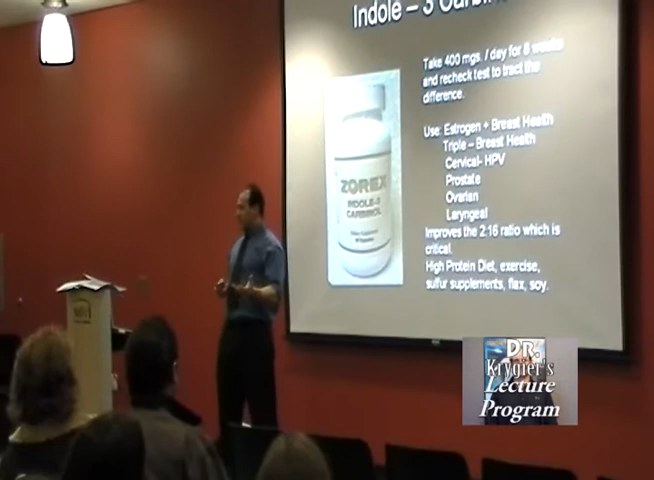 Indole – 3 Carbin
Take 400 mgs. / day for 8 weeks
and recheck test to tract the
difference.
Use: Estrogen + Breast Health
Triple – Breast Health
Cervical- HPV
Prostate
Ovarian
Laryngeal
Improves the 2:16 ratio which is
critical.
High Protein Diet, exercise,
sulfur supplements, flax, soy.
ZOREX
INDOLE-3
CARBINOL
DR.
Krygier's
Lecture
Program